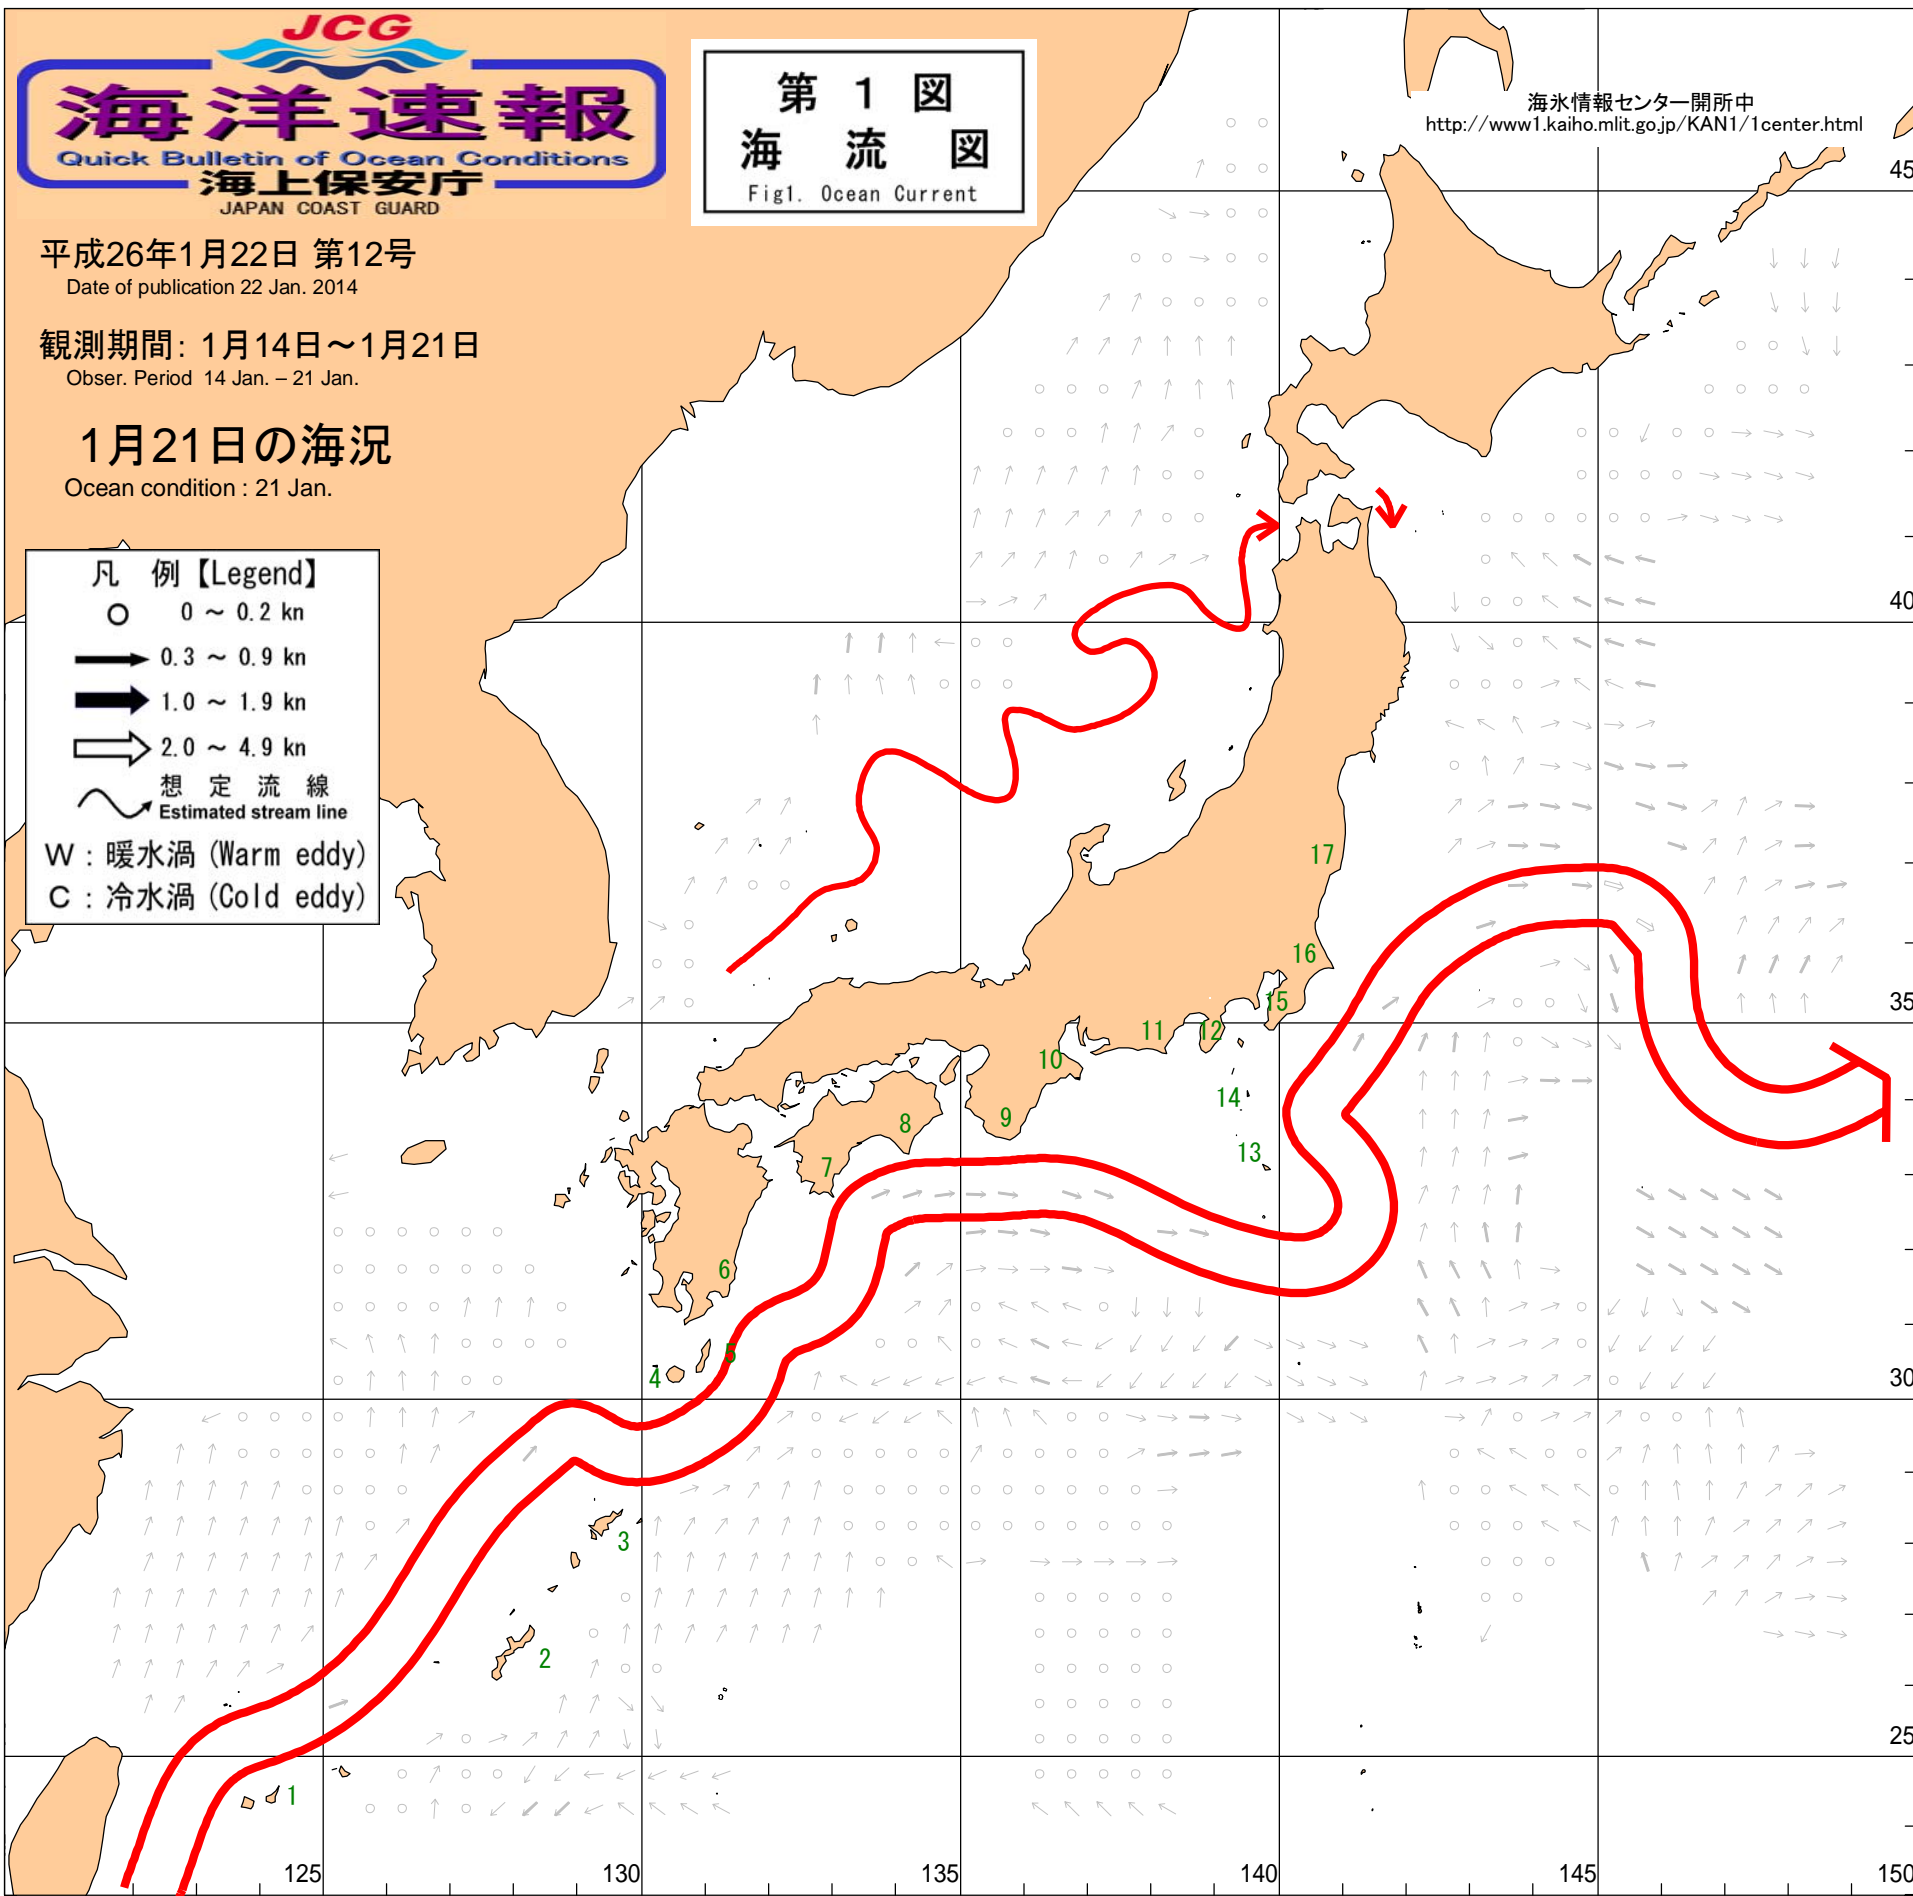 JCG
海洋速報
Quick Bulletin of Ocean Conditions
海上保安庁
JAPAN COAST GUARD
第 1 図
海 流 図
Fig1. Ocean Current
海氷情報センター開所中
http://www1.kaiho.mlit.go.jp/KAN1/1center.html
平成26年1月22日 第12号
Date of publication 22 Jan. 2014
観測期間: 1月14日～1月21日
Obser. Period 14 Jan. – 21 Jan.
1月21日の海況
Ocean condition : 21 Jan.
凡 例【Legend】
0 ～ 0.2 kn
0.3 ～ 0.9 kn
1.0 ～ 1.9 kn
2.0 ～ 4.9 kn
想 定 流 線
Estimated stream line
W : 暖水渦 (Warm eddy)
C : 冷水渦 (Cold eddy)
45
40
17
16
35
15
12
11
10
14
9
8
13
7
6
5
4
30
3
2
25
1
125
130
135
140
145
150